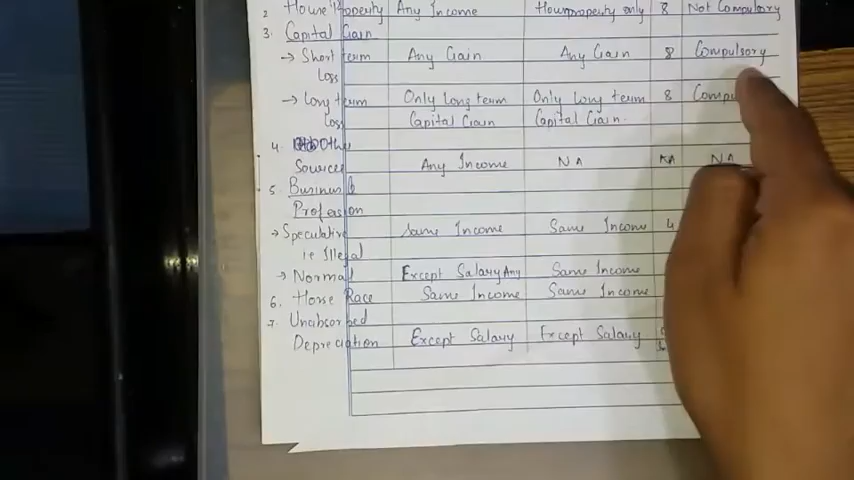 2 House Property Any Income Houseproperty only 8 Not Compulsory
3. Capital Gain
→ Short term Any Gain Any Gain 8 Compulsory
Loss
→ Long term Only Long term Only Long term 8
Loss Capital Gain Capital Gain.
4. Other
Sources Any Income NA NA NA
5. Business
Profession
→ Speculative Same Income Same Income 4
ie Illegal
→ Normal Except Salary Any Same Income
6. Horse Race Same Income Same Income
7. Unabsorbed
Depreciation Except Salary Except Salary